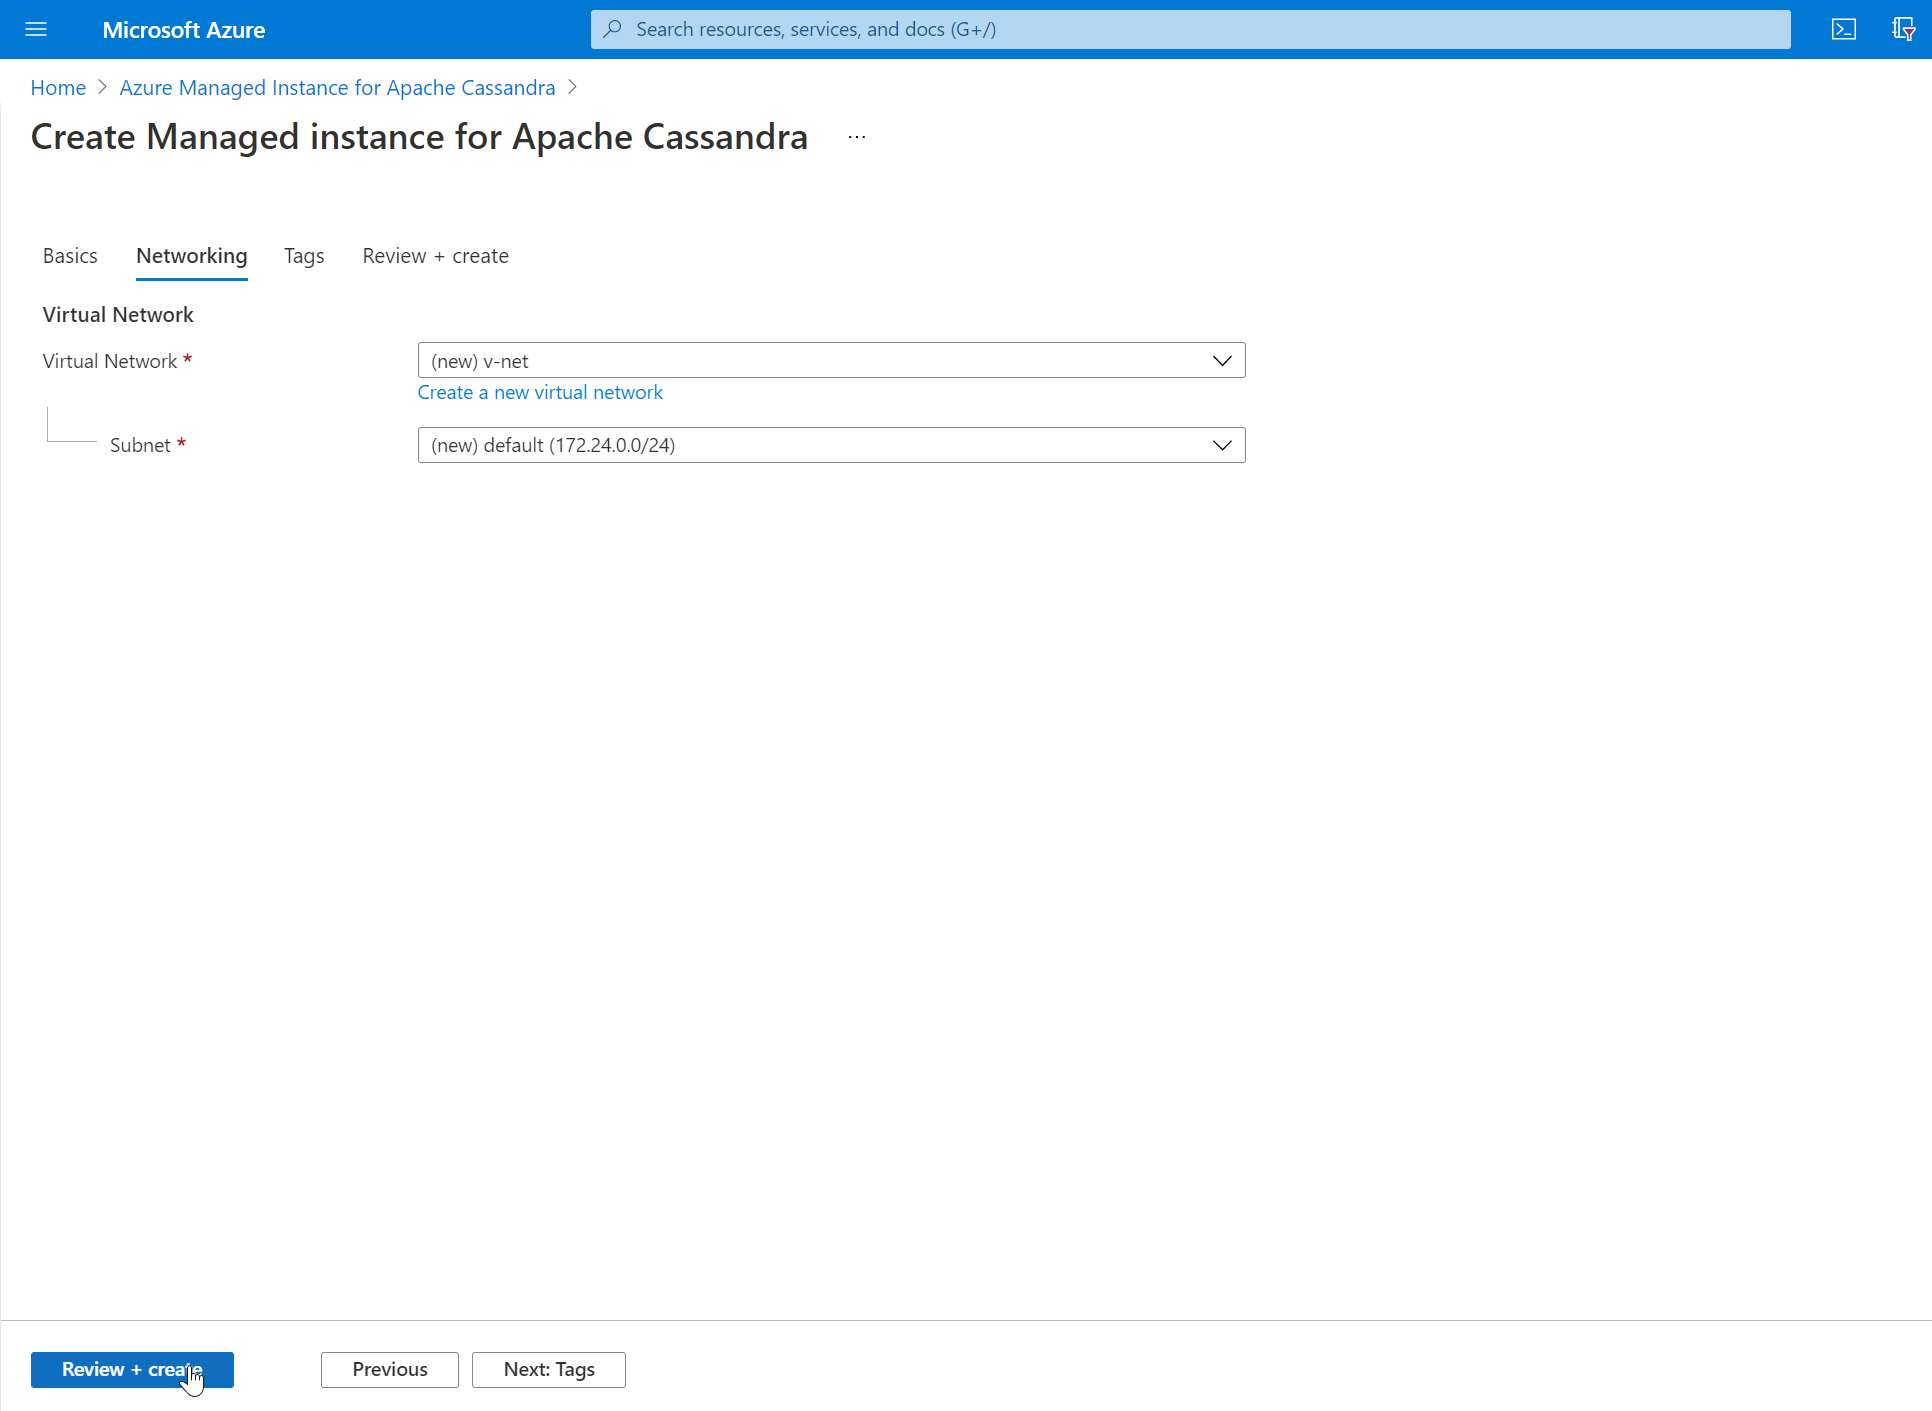 Microsoft Azure
Search resources, services, and docs (G+/)
Home > Azure Managed Instance for Apache Cassandra >
Create Managed instance for Apache Cassandra ...
Basics Networking Tags Review + create
Virtual Network
Virtual Network * (new) v-net
Create a new virtual network
Subnet * (new) default (172.24.0.0/24)
Review + create Previous Next: Tags